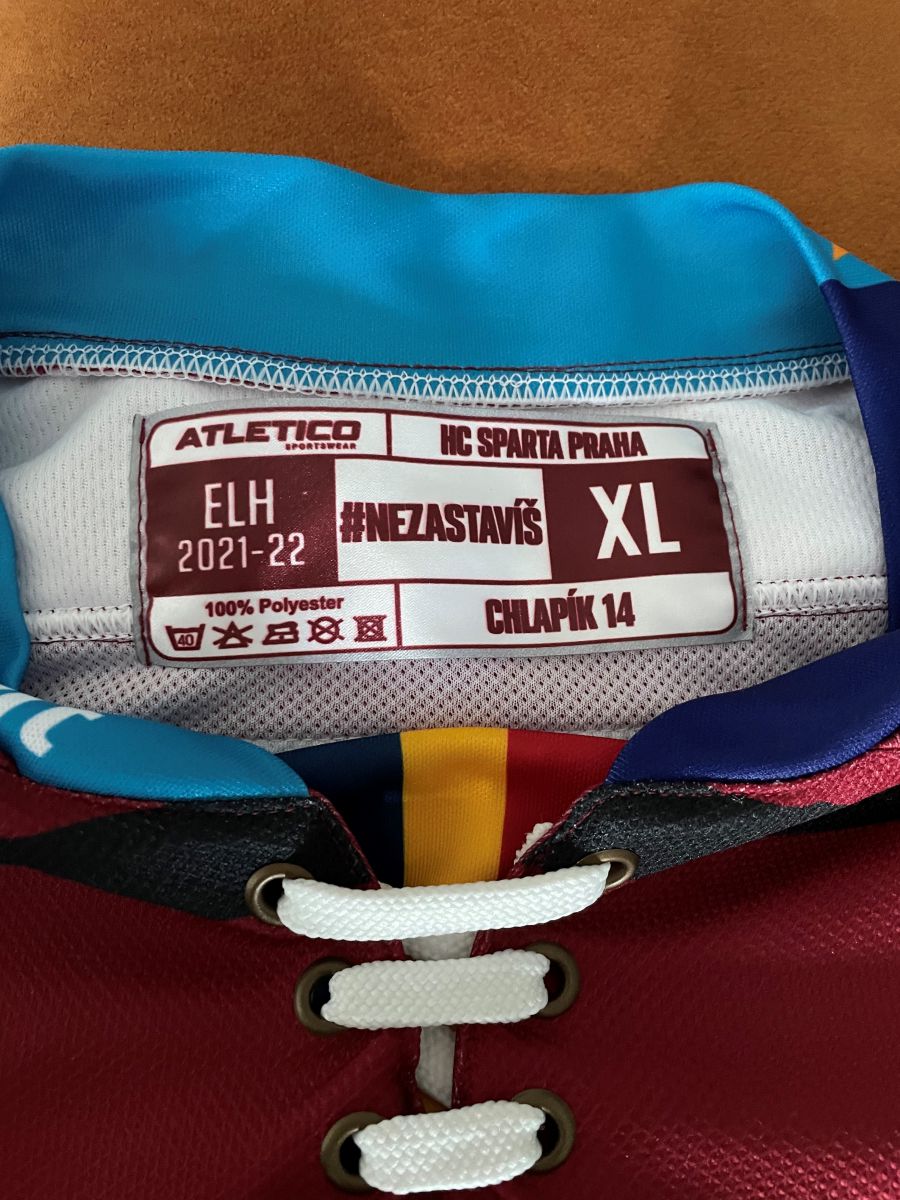 ATLETICO
SPORTSWEAR
HC SPARTA PRAHA
ELH
2021-22
#NEZASTAVÍŠ
XL
100% Polyester
40
CHLAPÍK 14